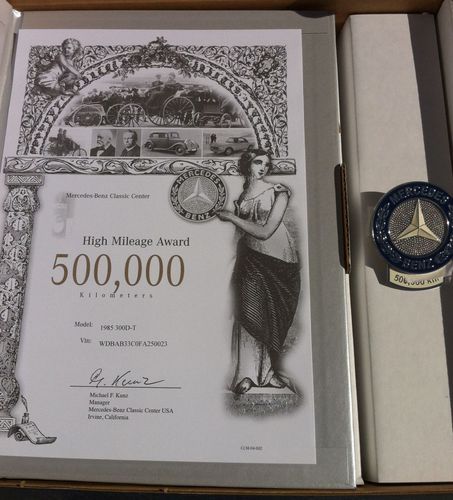 MERCEDES
BENZ
Mercedes-Benz Classic Center
High Mileage Award
500,000
Kilometers
Model: 1985 300D-T
Vin: WDBAB33C0FA250023
Michael F. Kunz
Manager
Mercedes-Benz Classic Center USA
Irvine, California
MERCEDES
BENZ
500,000 km